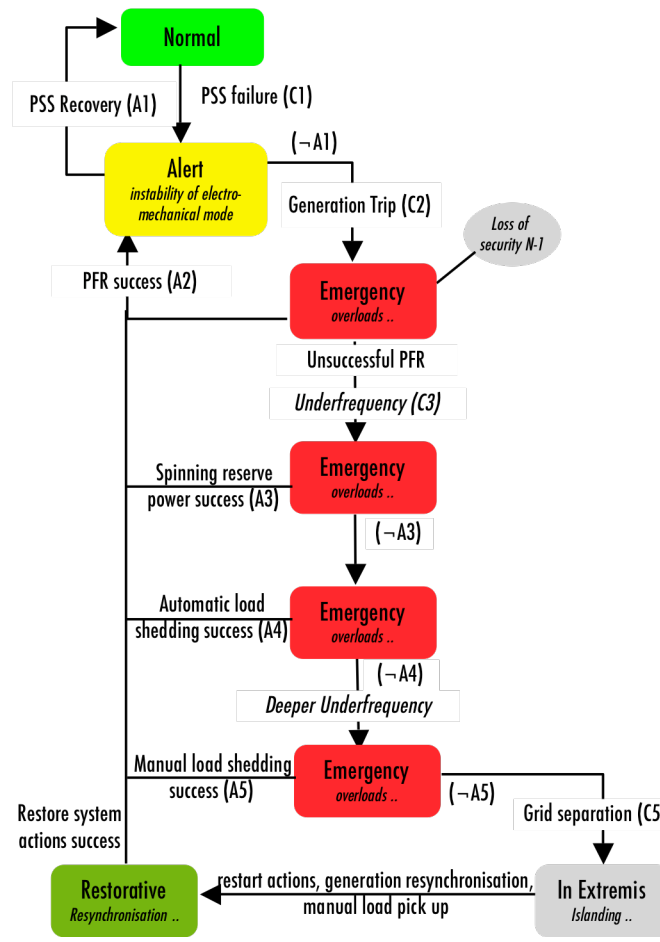 Normal
PSS Recovery (A1)
PSS failure (C1)
(¬A1)
Alert
instability of electro-
mechanical mode
Generation Trip (C2)
Loss of
security N-1
PFR success (A2)
Emergency
overloads ..
Unsuccessful PFR
Underfrequency (C3)
Emergency
overloads ..
Spinning reserve
power success (A3)
(¬A3)
Emergency
overloads ..
Automatic load
shedding success (A4)
(¬A4)
Deeper Underfrequency
Emergency
overloads ..
Manual load shedding
success (A5)
(¬A5)
Grid separation (C5
Restore system
actions success
Restorative
Resynchronisation ..
restart actions, generation resynchronisation,
manual load pick up
In Extremis
Islanding ..